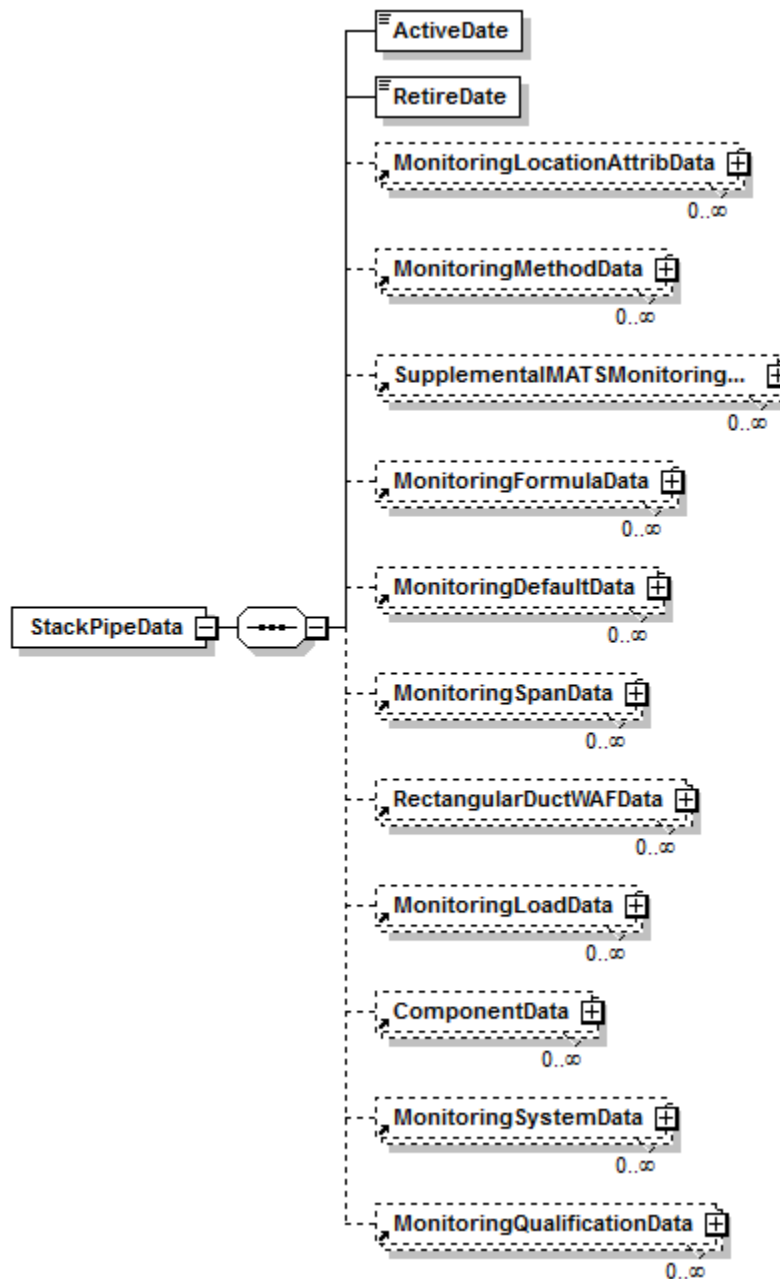 ActiveDate
RetireDate
MonitoringLocationAttribData
0..∞
MonitoringMethodData
0..∞
SupplementalMATSMonitoring...
0..∞
MonitoringFormulaData
0..∞
MonitoringDefaultData
0..∞
StackPipeData
MonitoringSpanData
0..∞
RectangularDuctWAFData
0..∞
MonitoringLoadData
0..∞
ComponentData
0..∞
MonitoringSystemData
0..∞
MonitoringQualificationData
0..∞